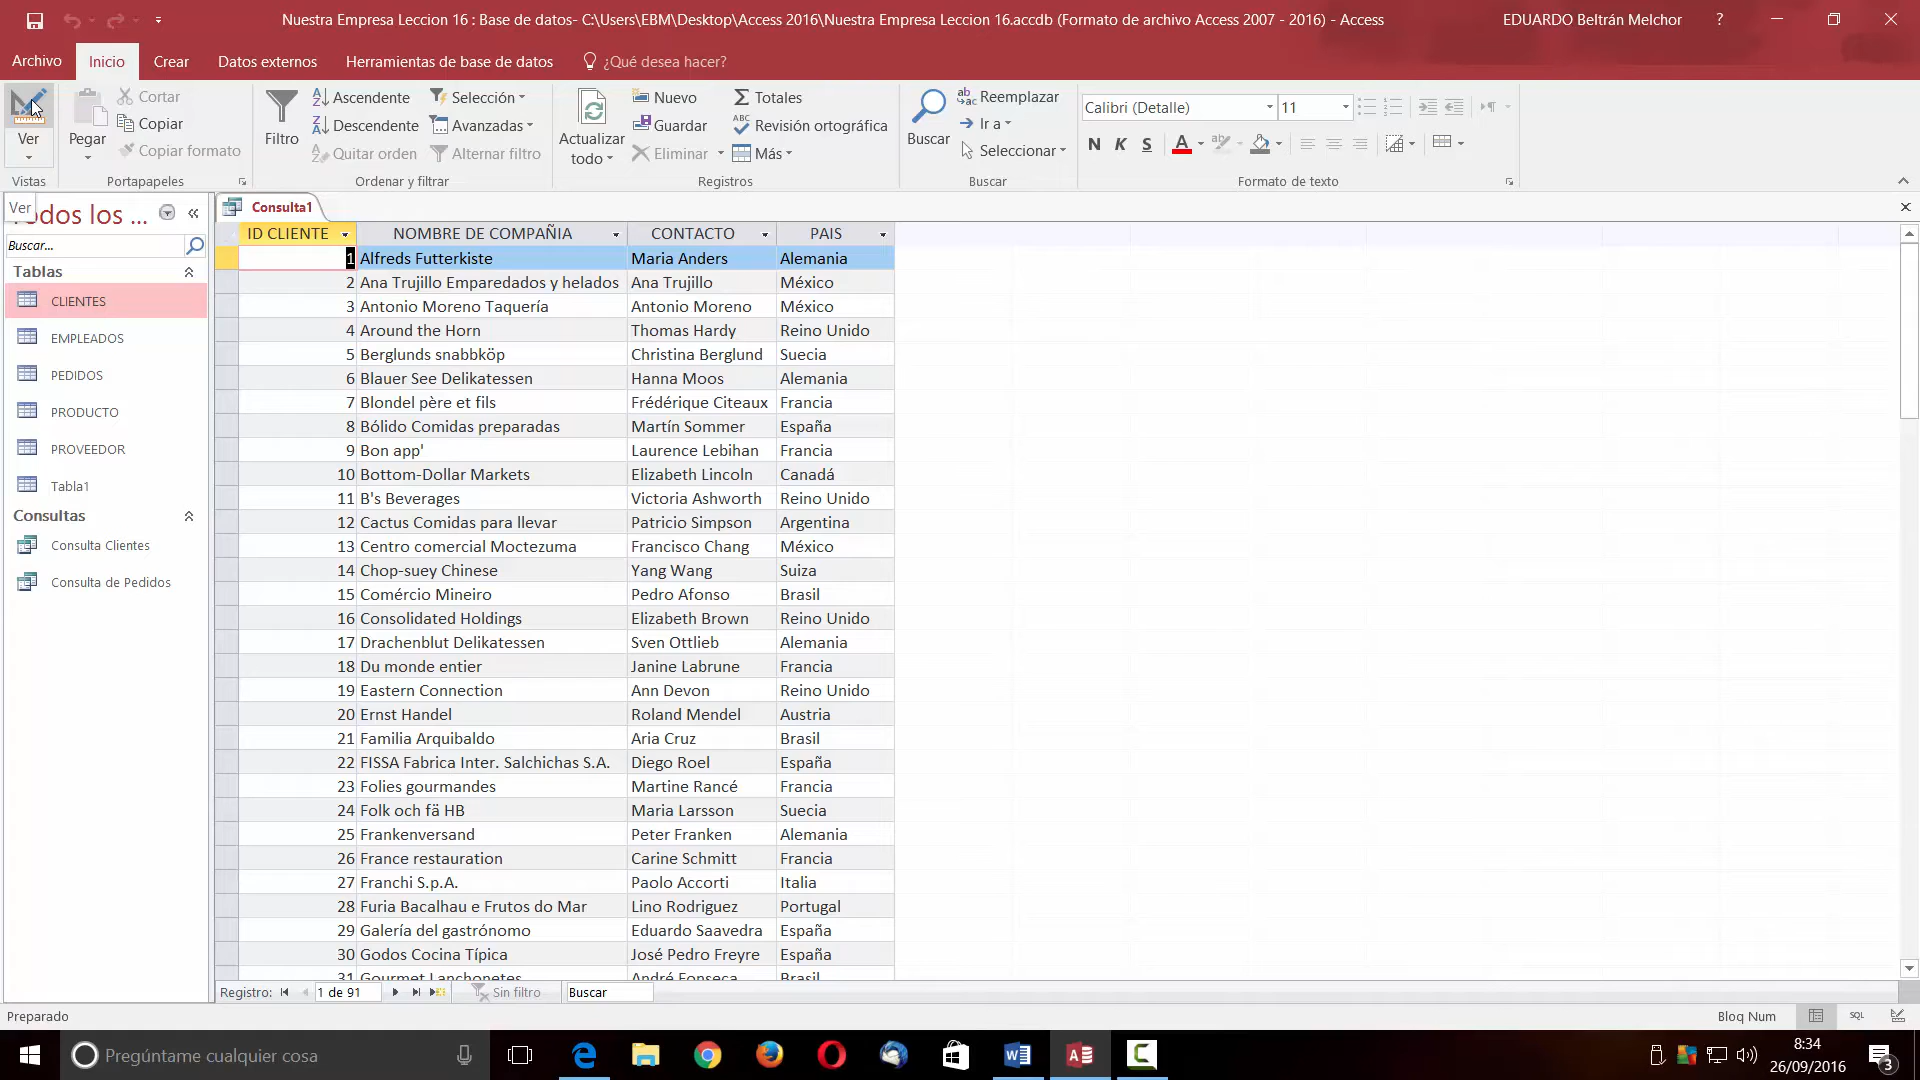 Nuestra Empresa Leccion 16 : Base de datos- C:\Users\EBM\Desktop\Access 2016\Nuestra Empresa Leccion 16.accdb (Formato de archivo Access 2007 - 2016) - Access
EDUARDO Beltrán Melchor
?
Archivo
Inicio
Crear
Datos externos
Herramientas de base de datos
¿Qué desea hacer?
Ver
Vistas
Pegar
Cortar
Copiar
Copiar formato
Portapapeles
Filtro
Ascendente
Descendente
Quitar orden
Selección
Avanzadas
Alternar filtro
Ordenar y filtrar
Actualizar
todo
Nuevo
Guardar
Eliminar
Totales
Revisión ortográfica
Más
Registros
Buscar
Reemplazar
Ir a
Seleccionar
Buscar
Calibri (Detalle)
11
N K S A
Formato de texto
Ver
odos los ...
Buscar...
Tablas
CLIENTES
EMPLEADOS
PEDIDOS
PRODUCTO
PROVEEDOR
Tabla1
Consultas
Consulta Clientes
Consulta de Pedidos
Consulta1
ID CLIENTE NOMBRE DE COMPAÑIA CONTACTO PAIS
1 Alfreds Futterkiste Maria Anders Alemania
2 Ana Trujillo Emparedados y helados Ana Trujillo México
3 Antonio Moreno Taquería Antonio Moreno México
4 Around the Horn Thomas Hardy Reino Unido
5 Berglunds snabbköp Christina Berglund Suecia
6 Blauer See Delikatessen Hanna Moos Alemania
7 Blondel père et fils Frédérique Citeaux Francia
8 Bólido Comidas preparadas Martín Sommer España
9 Bon app' Laurence Lebihan Francia
10 Bottom-Dollar Markets Elizabeth Lincoln Canadá
11 B's Beverages Victoria Ashworth Reino Unido
12 Cactus Comidas para llevar Patricio Simpson Argentina
13 Centro comercial Moctezuma Francisco Chang México
14 Chop-suey Chinese Yang Wang Suiza
15 Comércio Mineiro Pedro Afonso Brasil
16 Consolidated Holdings Elizabeth Brown Reino Unido
17 Drachenblut Delikatessen Sven Ottlieb Alemania
18 Du monde entier Janine Labrune Francia
19 Eastern Connection Ann Devon Reino Unido
20 Ernst Handel Roland Mendel Austria
21 Familia Arquibaldo Aria Cruz Brasil
22 FISSA Fabrica Inter. Salchichas S.A. Diego Roel España
23 Folies gourmandes Martine Rancé Francia
24 Folk och fä HB Maria Larsson Suecia
25 Frankenversand Peter Franken Alemania
26 France restauration Carine Schmitt Francia
27 Franchi S.p.A. Paolo Accorti Italia
28 Furia Bacalhau e Frutos do Mar Lino Rodriguez Portugal
29 Galería del gastrónomo Eduardo Saavedra España
30 Godos Cocina Típica José Pedro Freyre España
31 Gourmet Lanchonetes André Fonseca Brasil
Registro: 1 de 91 Sin filtro Buscar
Preparado
Bloq Num
SQL
Pregúntame cualquier cosa
8:34
26/09/2016
3